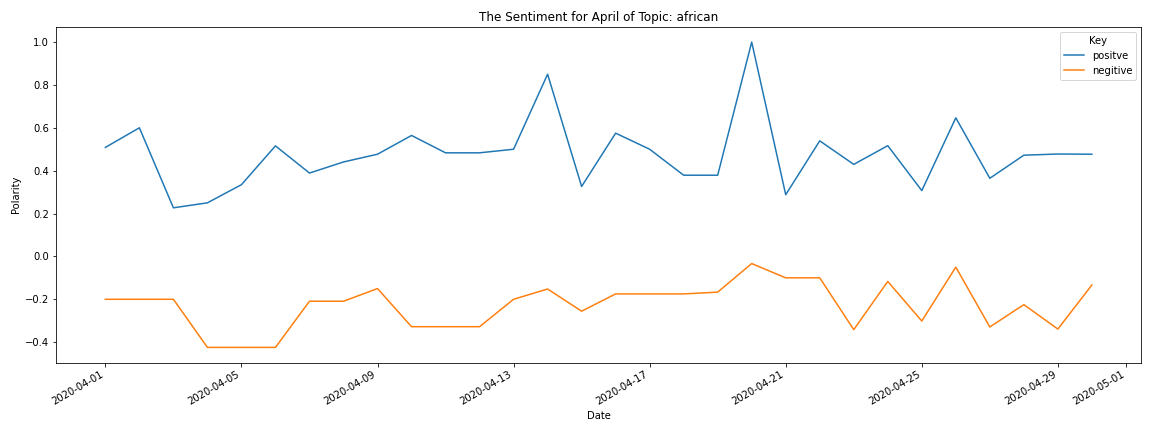 The Sentiment for April of Topic: african
Key
positve
negitive
1.0
0.8
0.6
0.4
0.2
0.0
−0.2
−0.4
Polarity
2020-04-01
2020-04-05
2020-04-09
2020-04-13
2020-04-17
2020-04-21
2020-04-25
2020-04-29
2020-05-01
Date